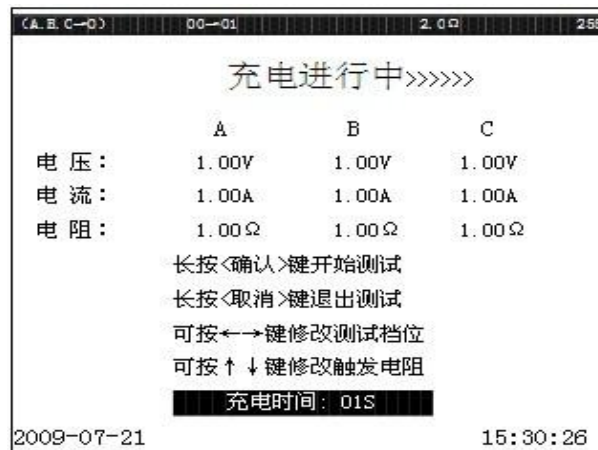 (A.B.C→O) 00→01 2.0Ω
充电进行中>>>>>>
A B C
电 压： 1.00V 1.00V 1.00V
电 流： 1.00A 1.00A 1.00A
电 阻： 1.00Ω 1.00Ω 1.00Ω
长按<确认>键开始测试
长按<取消>键退出测试
可按←→键修改测试档位
可按↑↓键修改触发电阻
充电时间：01S
2009-07-21 15:30:26